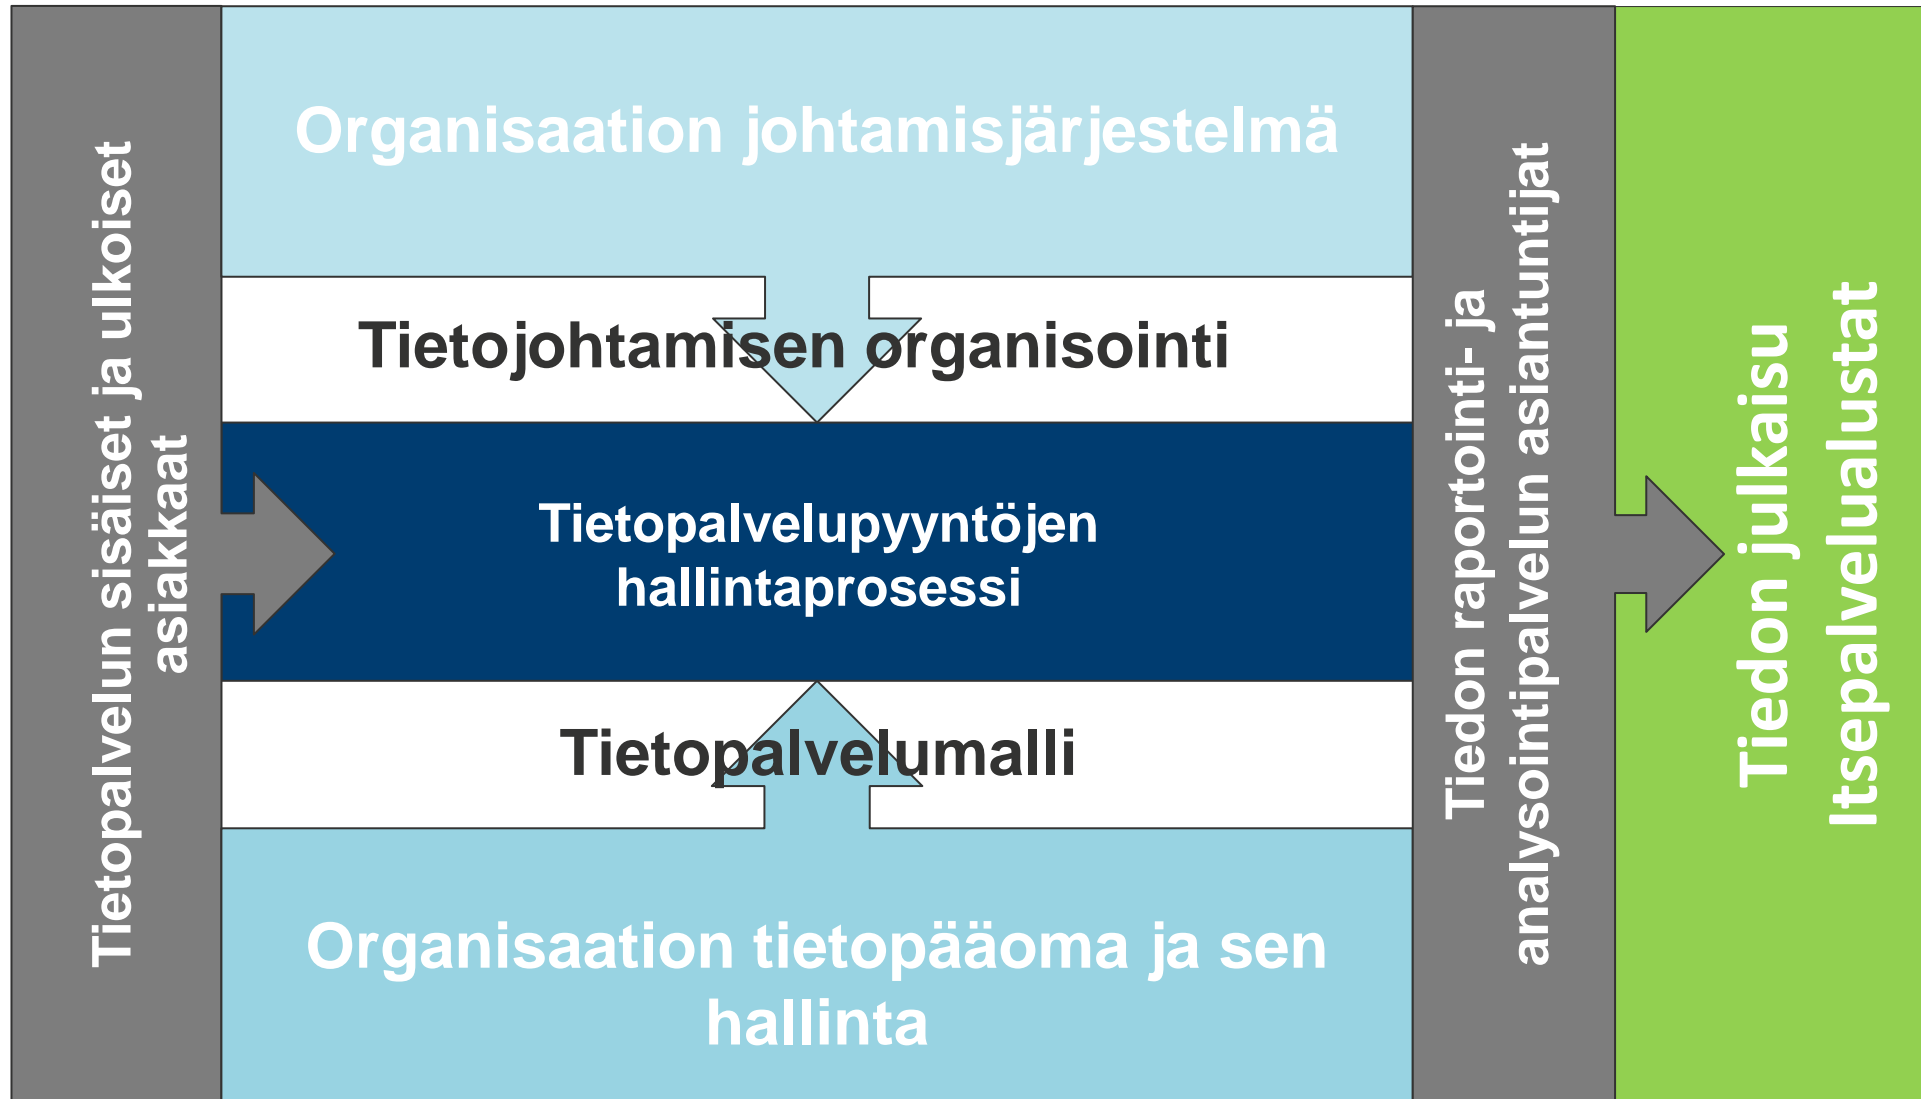 Tietopalvelun sisäiset ja ulkoiset
asiakkaat
Organisaation johtamisjärjestelmä
Tietojohtamisen organisointi
Tietopalvelupyyntöjen
hallintaprosessi
Tietopalvelumalli
Organisaation tietopääoma ja sen
hallinta
Tiedon raportointi- ja
analysointipalvelun asiantuntijat
Tiedon julkaisu
Itsepalvelualustat